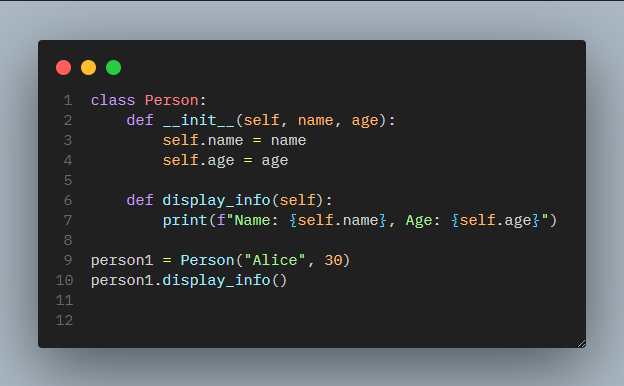 1 class Person:
2     def __init__(self, name, age):
3         self.name = name
4         self.age = age
5
6     def display_info(self):
7         print(f"Name: {self.name}, Age: {self.age}")
8
9 person1 = Person("Alice", 30)
10 person1.display_info()
11
12